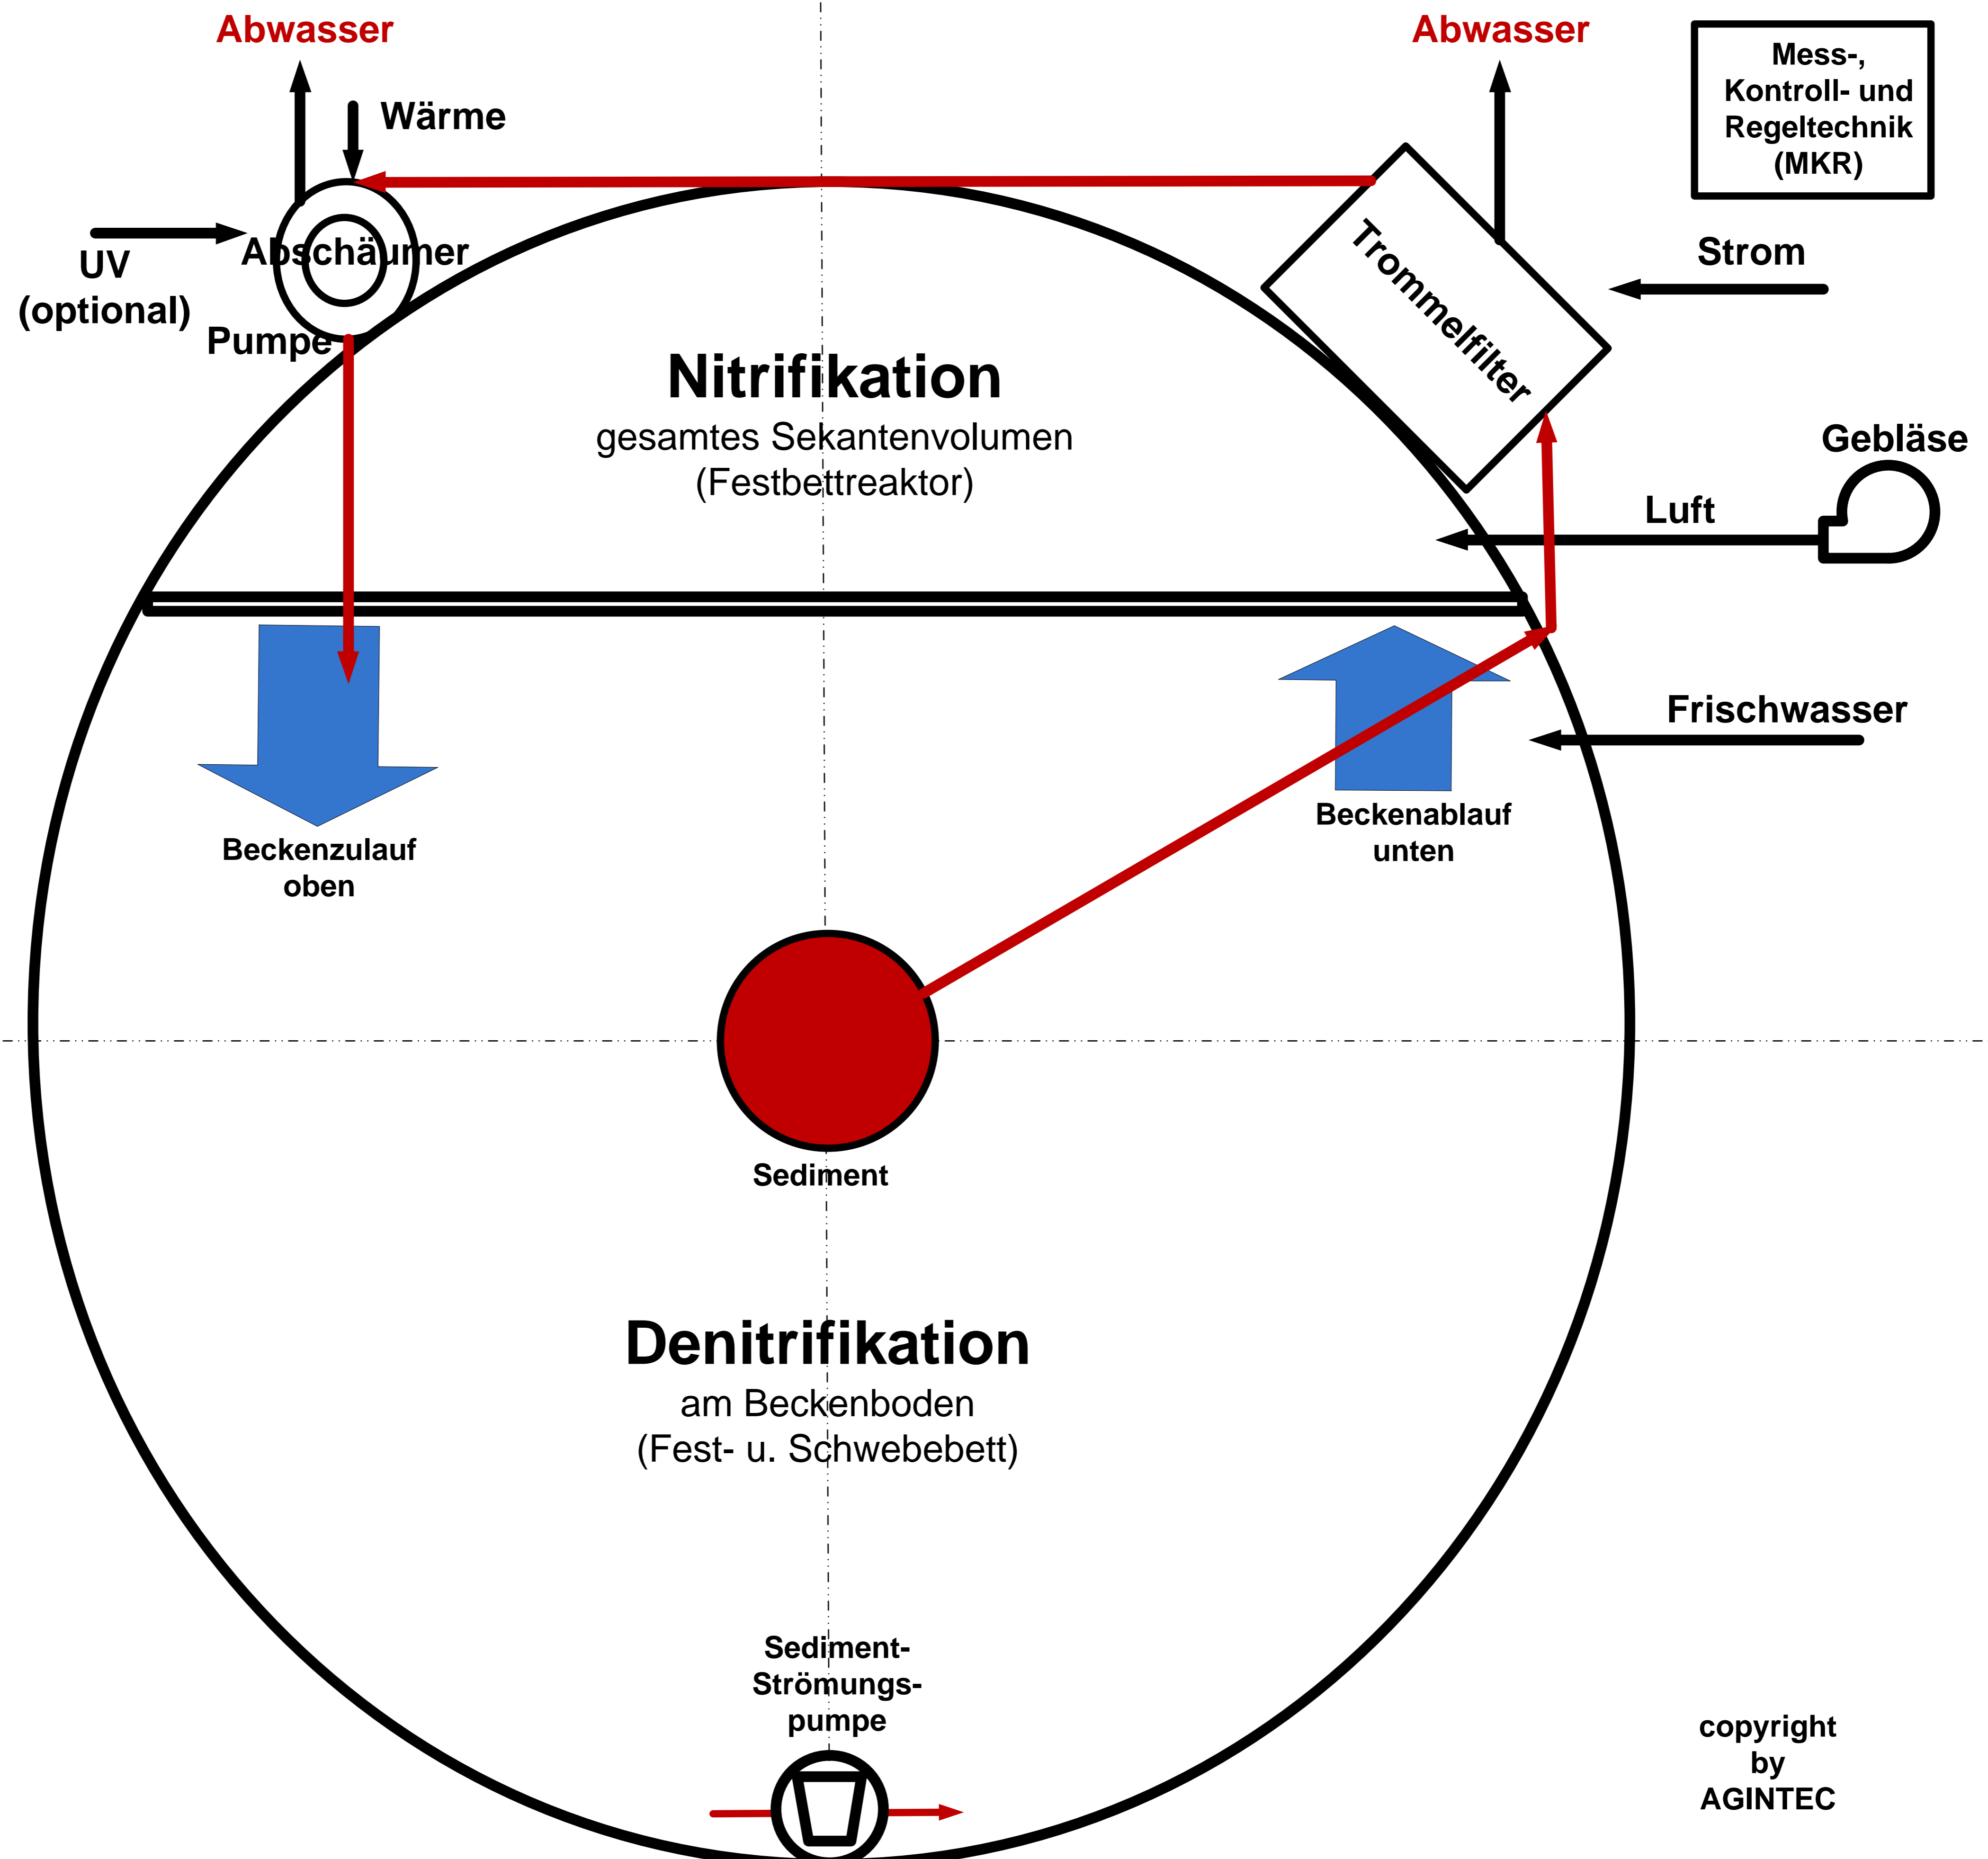 Abwasser
Abwasser
Mess-,
Kontroll- und
Regeltechnik
(MKR)
Wärme
UV
(optional)
Abschäumer
Pumpe
Trommelfilter
Strom
Nitrifikation
gesamtes Sekantenvolumen
(Festbettreaktor)
Gebläse
Luft
Frischwasser
Beckenzulauf
oben
Beckenablauf
unten
Sediment
Denitrifikation
am Beckenboden
(Fest- u. Schwebebett)
Sediment-
Strömungs-
pumpe
copyright
by
AGINTEC